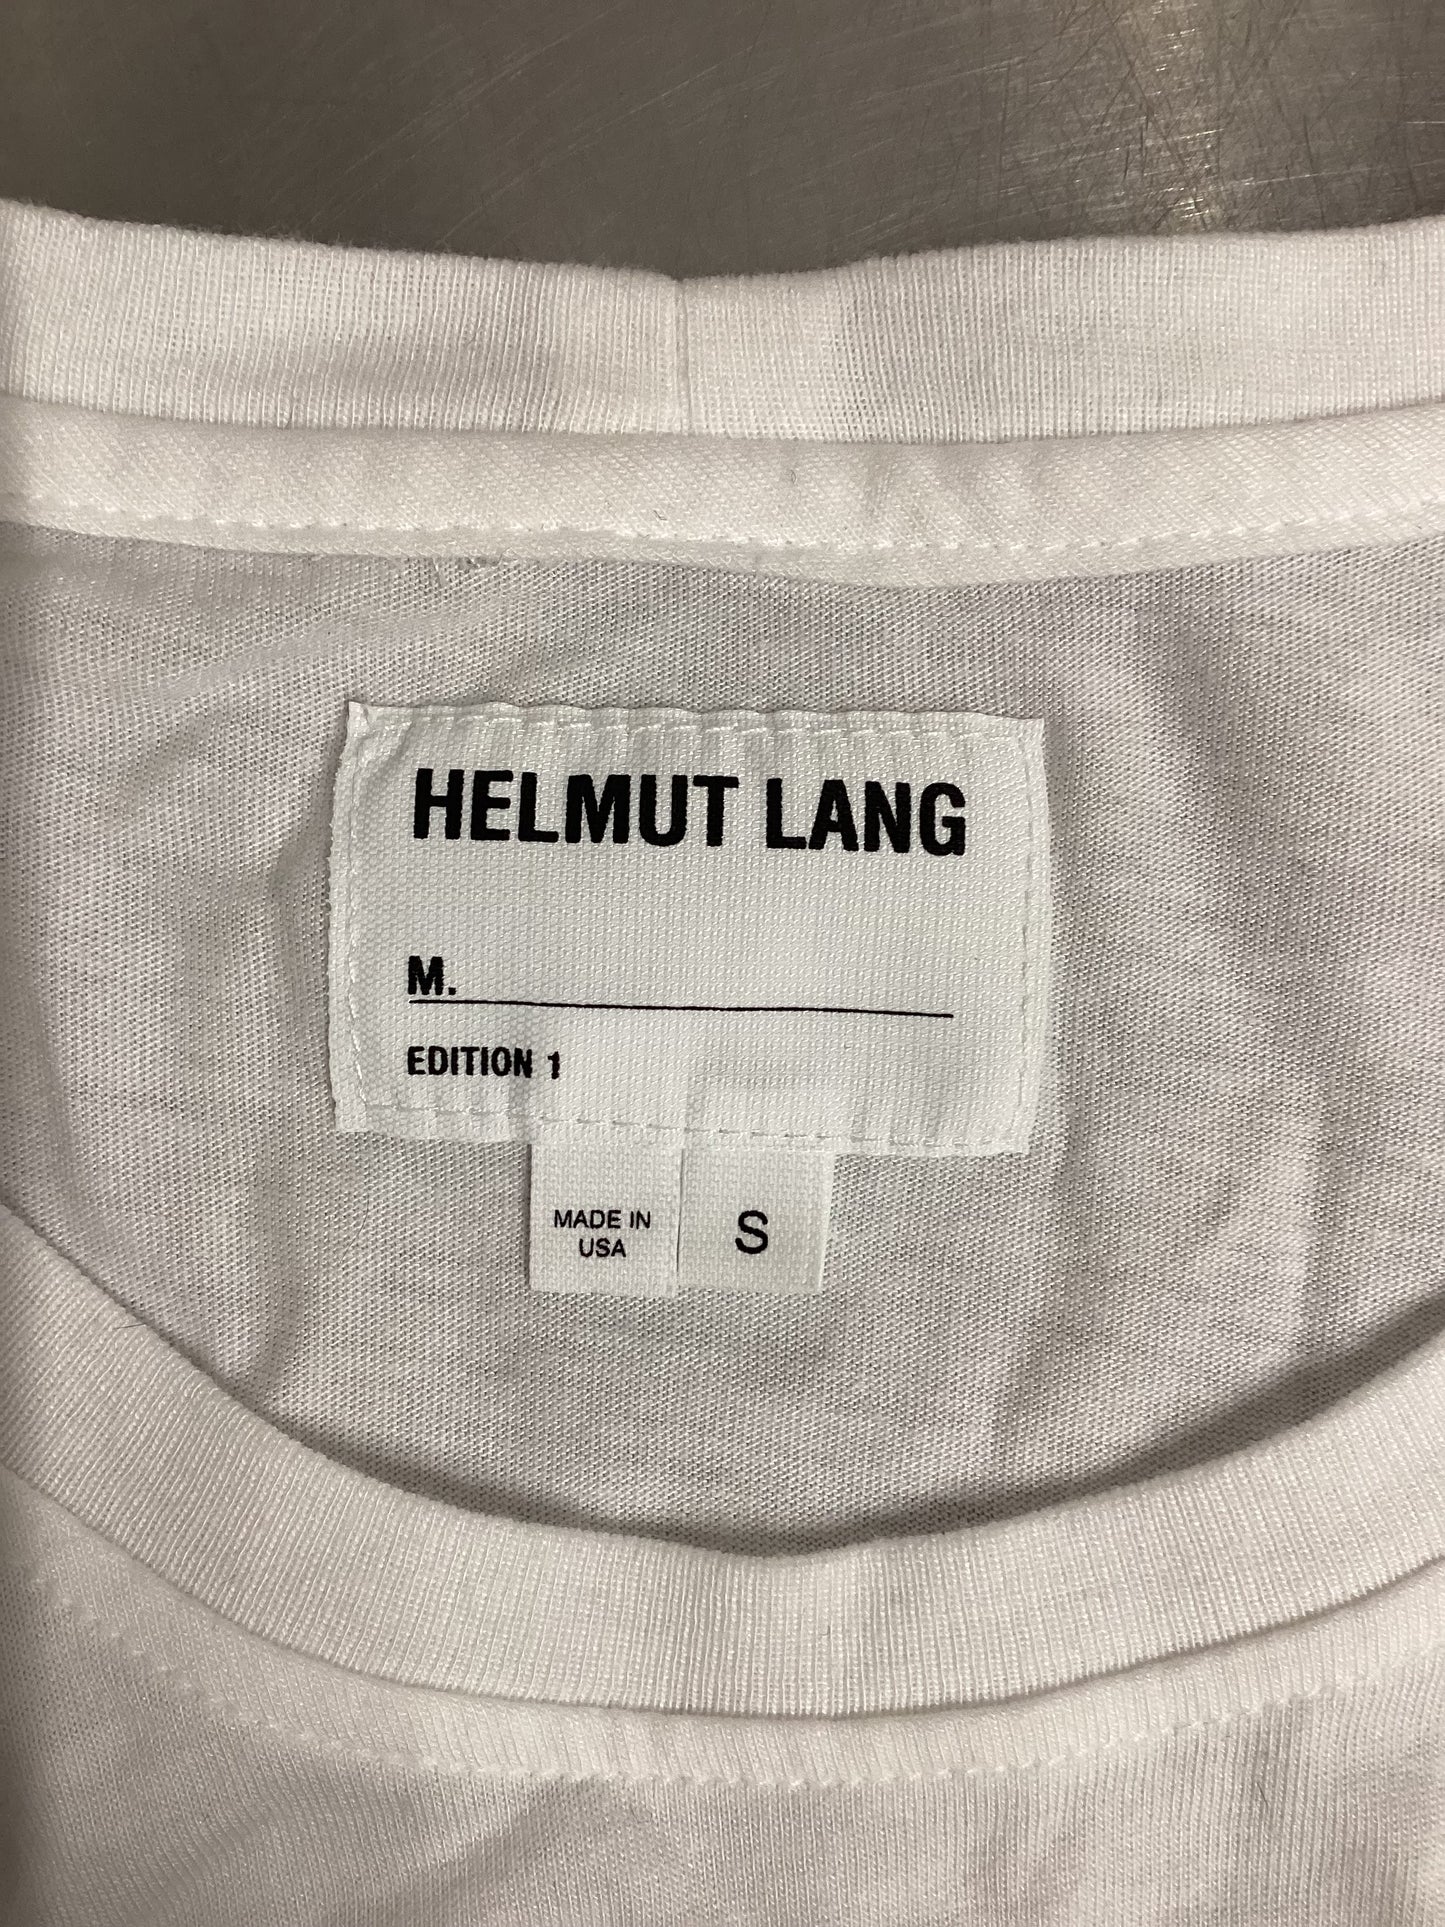 HELMUT LANG
M.
EDITION 1
MADE IN
USA
S